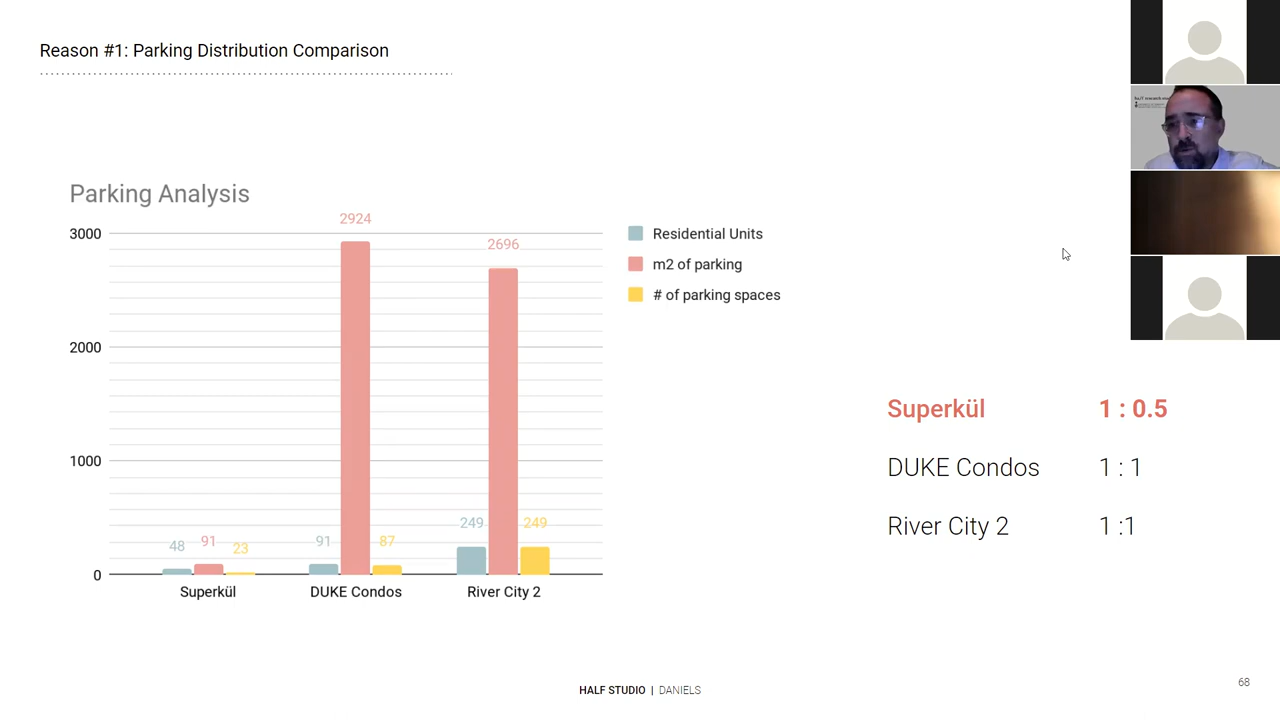 Reason #1: Parking Distribution Comparison
Parking Analysis
3000
2000
1000
0
2924
2696
48
91
23
91
87
249
249
Superkül
DUKE Condos
River City 2
Residential Units
m2 of parking
# of parking spaces
Superkül 1 : 0.5
DUKE Condos 1 : 1
River City 2 1 :1
HALF STUDIO | DANIELS
68